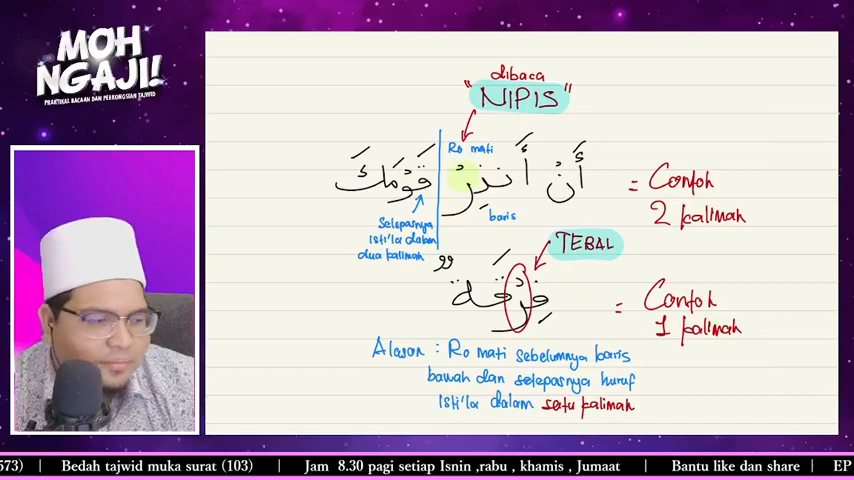 MOH
NGAJI!
PRAKTIKAL BACAAN DAN PERKONGSIAN TAJWID
dibaca
"NIPIS"
Ro mati
أَنْ أَنذِرْ قَوْمَكَ
baris
Selepasnya
isti'la dalam
dua kalimah
= Contoh
2 kalimah
TEBAL
فِرْقَةٍ
= Contoh
1 kalimah
Alasan : Ro mati sebelumnya baris
bawah dan selepasnya huruf
isti'la dalam satu kalimah
573) | Bedah tajwid muka surat (103) | Jam 8.30 pagi setiap Isnin ,rabu , khamis , Jumaat | Bantu like dan share | EP